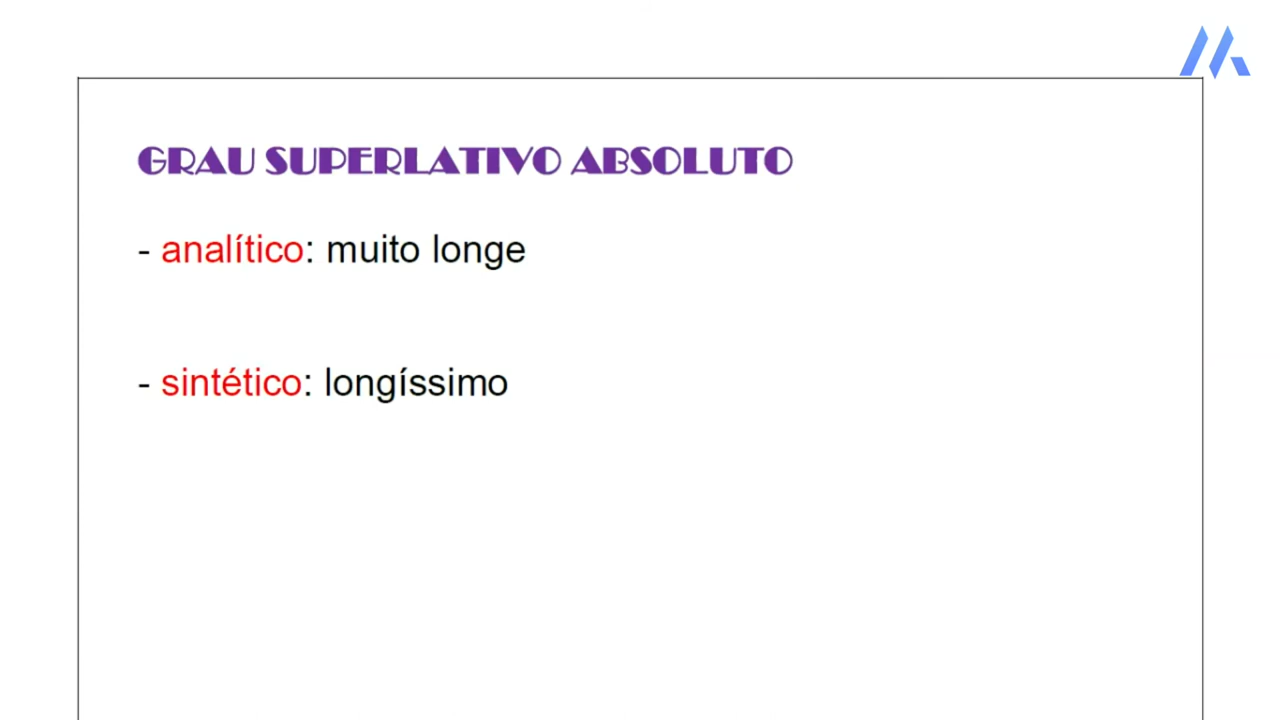 GRAU SUPERLATIVO ABSOLUTO
- analítico: muito longe
- sintético: longíssimo